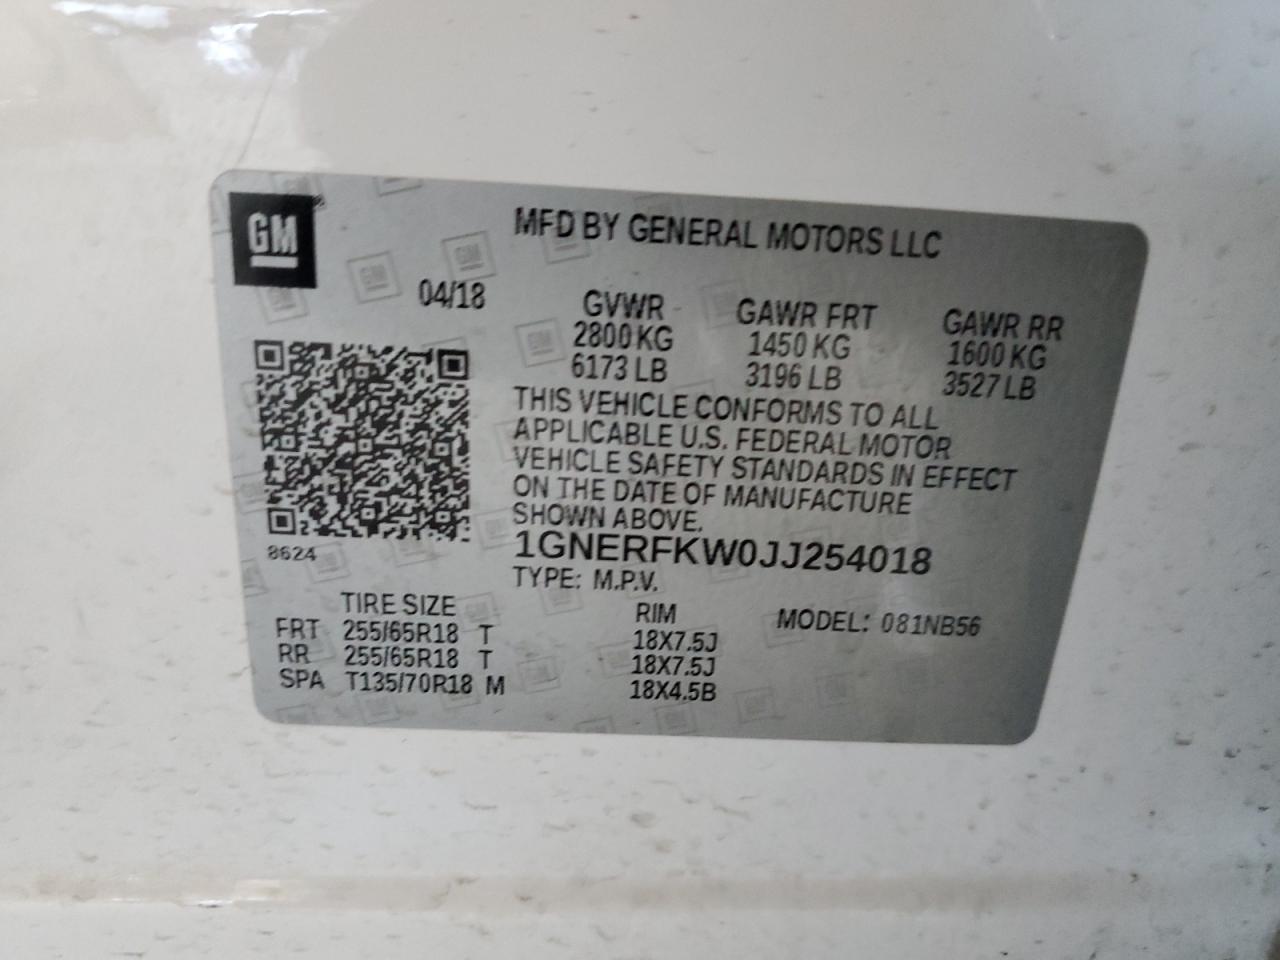 GM
MFD BY GENERAL MOTORS LLC
04/18
GVWR GAWR FRT GAWR RR
2800 KG 1450 KG 1600 KG
6173 LB 3196 LB 3527 LB
THIS VEHICLE CONFORMS TO ALL
APPLICABLE U.S. FEDERAL MOTOR
VEHICLE SAFETY STANDARDS IN EFFECT
ON THE DATE OF MANUFACTURE
SHOWN ABOVE.
8624
1GNERFKW0JJ254018
TYPE: M.P.V.
TIRE SIZE RIM MODEL: 081NB56
FRT 255/65R18 T 18X7.5J
RR 255/65R18 T 18X7.5J
SPA T135/70R18 M 18X4.5B